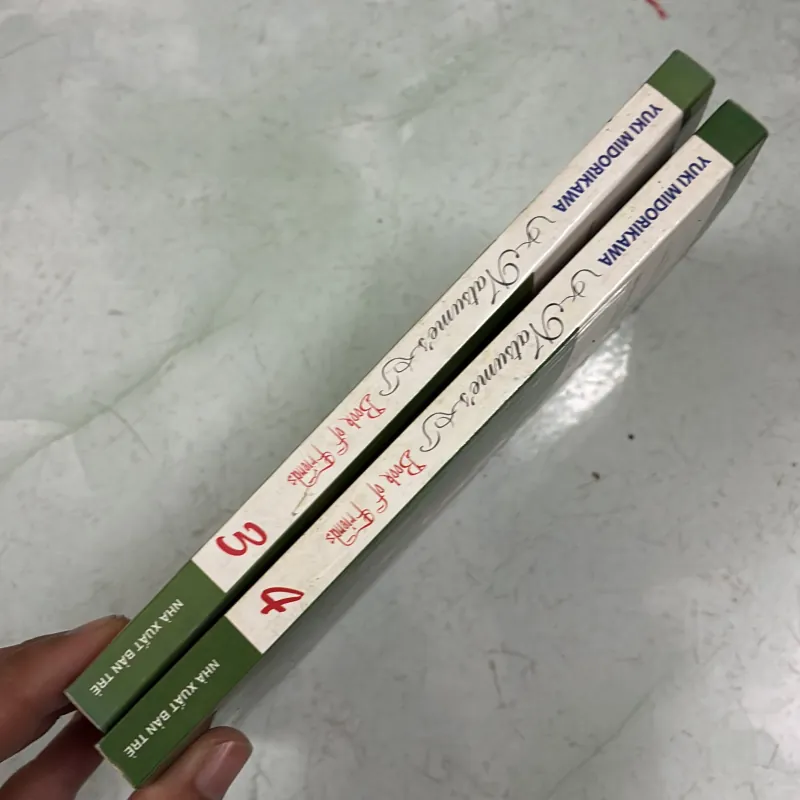 YUKI MIDORIKAWA
Natsume's
Book of Friends
3
NHÀ XUẤT BẢN TRẺ
YUKI MIDORIKAWA
Natsume's
Book of Friends
4
NHÀ XUẤT BẢN TRẺ